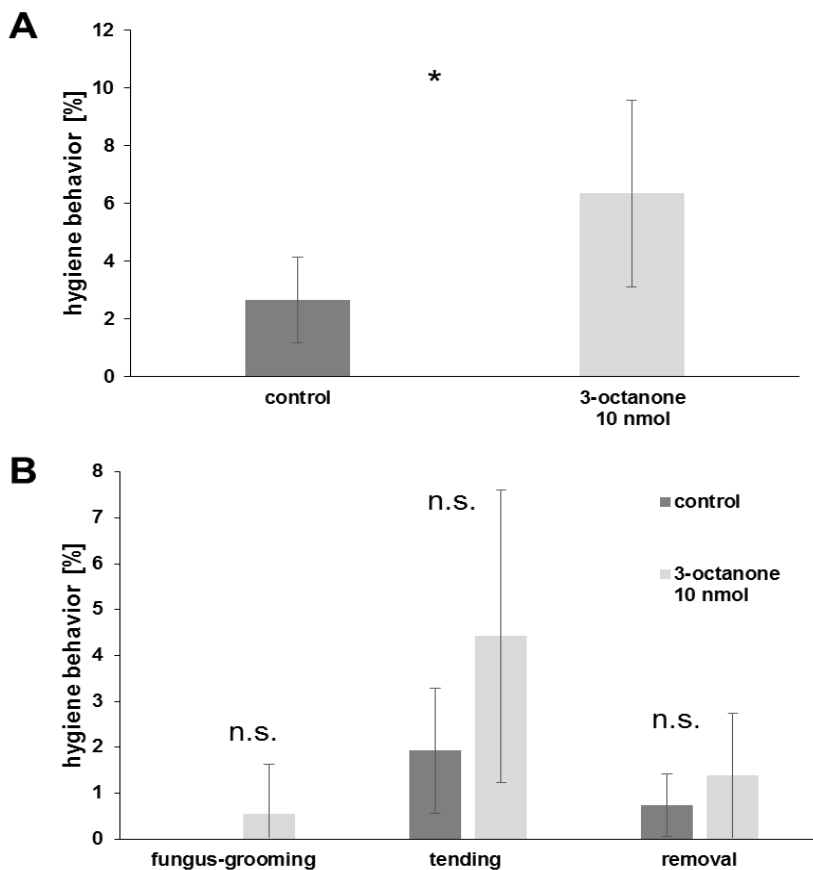 A
hygiene behavior [%]
12
10
8
6
4
2
0
*
control
3-octanone
10 nmol
B
hygiene behavior [%]
8
7
6
5
4
3
2
1
0
n.s.
n.s.
n.s.
control
3-octanone
10 nmol
fungus-grooming
tending
removal